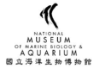 NATIONAL
MUSEUM
OF MARINE BIOLOGY &
AQUARIUM
國立海洋生物博物館